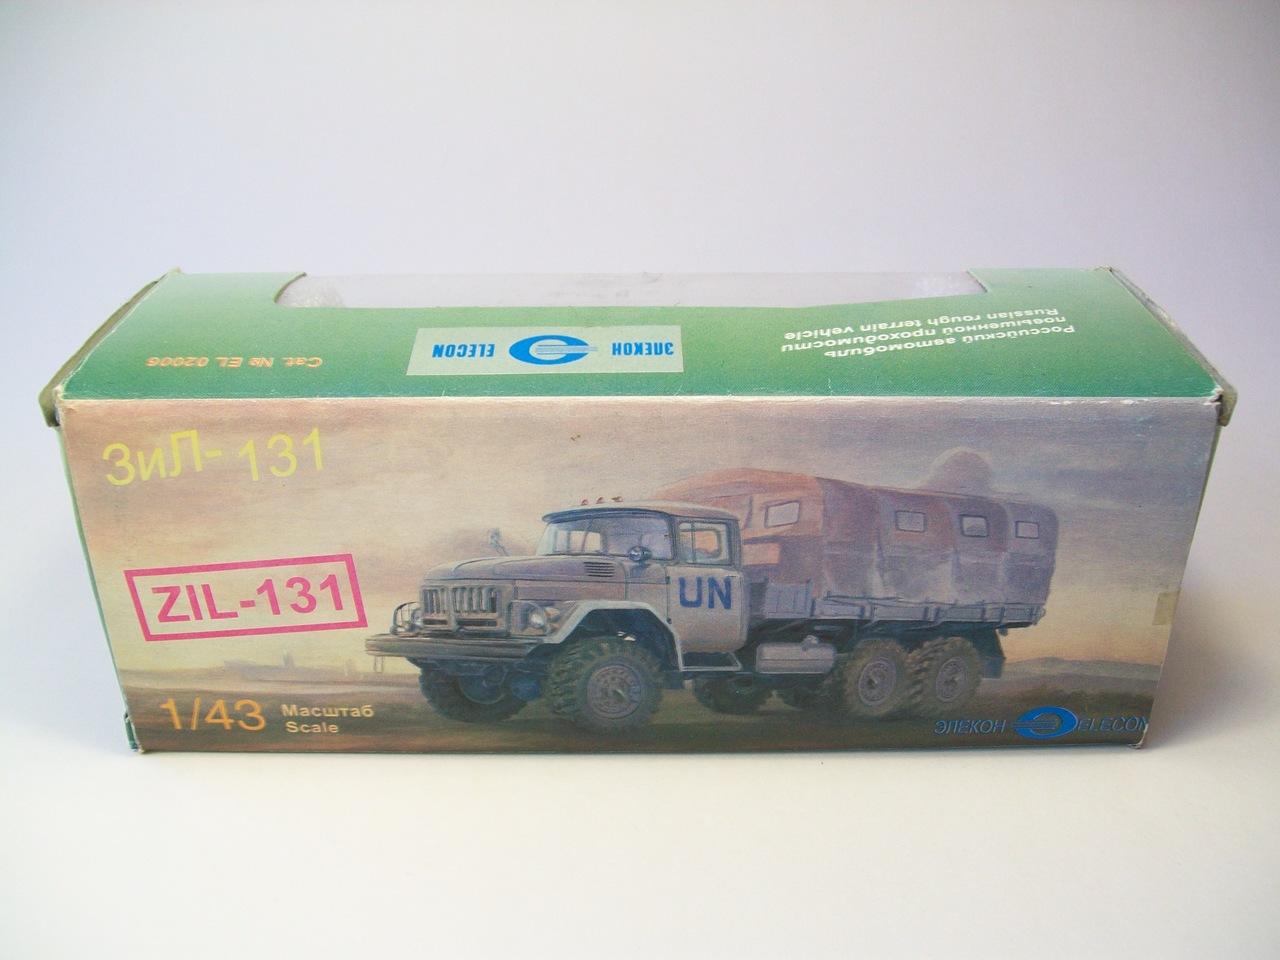 Российский автомобиль
повышенной проходимости
Russian rough terrain vehicle
ЭЛЕКОН ELECON
Cat. № EL 02006
ЗиЛ-131
ZIL-131
UN
1/43 Масштаб
Scale
ЭЛЕКОН ELECON